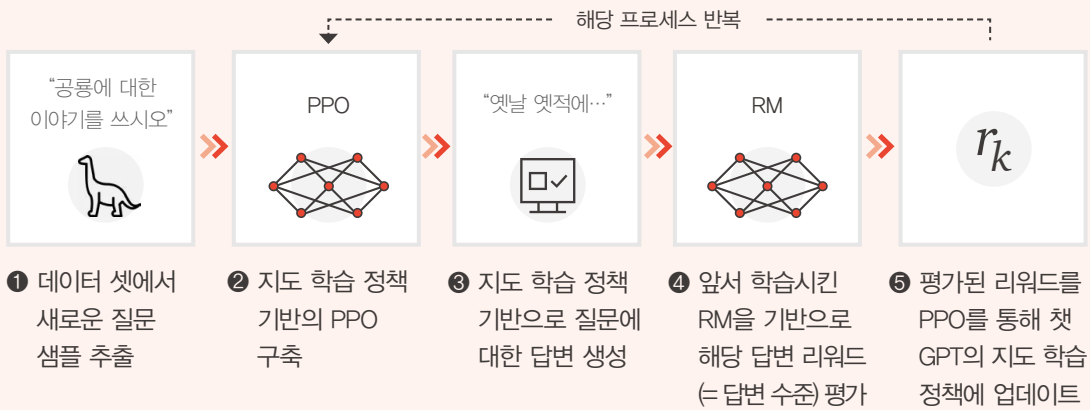 해당 프로세스 반복
“공룡에 대한
이야기를 쓰시오”
PPO
“옛날 옛적에…”
RM
rk
❶ 데이터 셋에서
새로운 질문
샘플 추출
❷ 지도 학습 정책
기반의 PPO
구축
❸ 지도 학습 정책
기반으로 질문에
대한 답변 생성
❹ 앞서 학습시킨
RM을 기반으로
해당 답변 리워드
(= 답변 수준) 평가
❺ 평가된 리워드를
PPO를 통해 챗
GPT의 지도 학습
정책에 업데이트